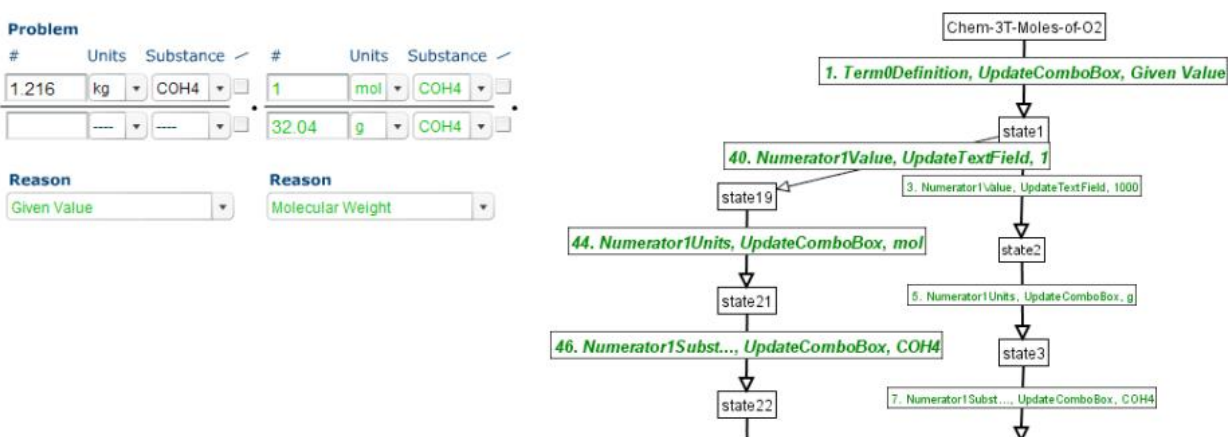 Problem
# Units Substance # Units Substance
1.216 kg COH4 1 mol COH4
---- ---- 32.04 g COH4
Reason Reason
Given Value Molecular Weight
Chem-3T-Moles-of-O2
1. Term0Definition, UpdateComboBox, Given Value
state1
40. Numerator1Value, UpdateTextField, 1
3. Numerator1Value, UpdateTextField, 1000
state19
44. Numerator1Units, UpdateComboBox, mol
state2
5. Numerator1Units, UpdateComboBox, g
state21
46. Numerator1Subst..., UpdateComboBox, COH4
state3
7. Numerator1Subst..., UpdateComboBox, COH4
state22